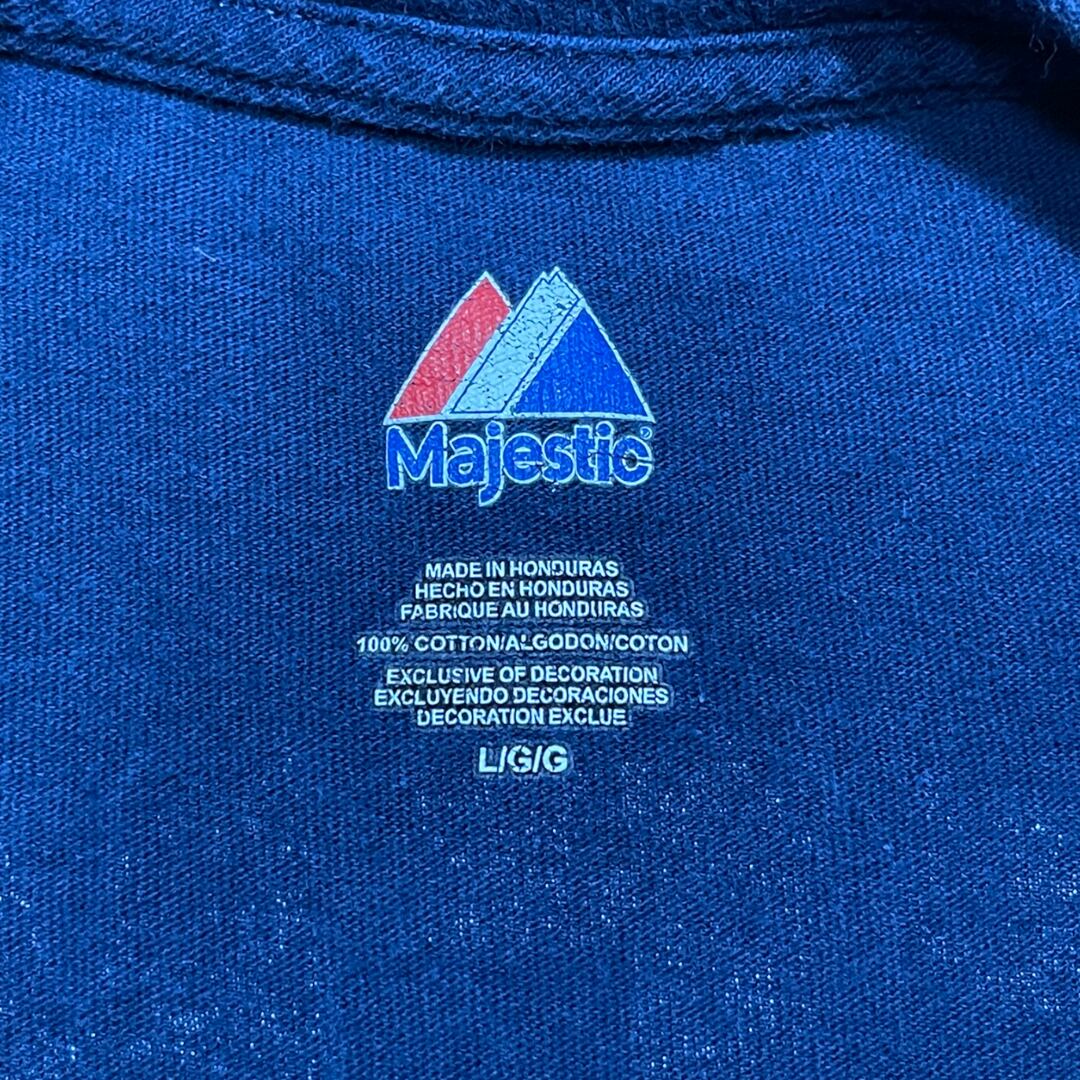 Majestic®
MADE IN HONDURAS
HECHO EN HONDURAS
FABRIQUE AU HONDURAS
100% COTTON/ALGODON/COTON
EXCLUSIVE OF DECORATION
EXCLUYENDO DECORACIONES
DECORATION EXCLUE
L/G/G